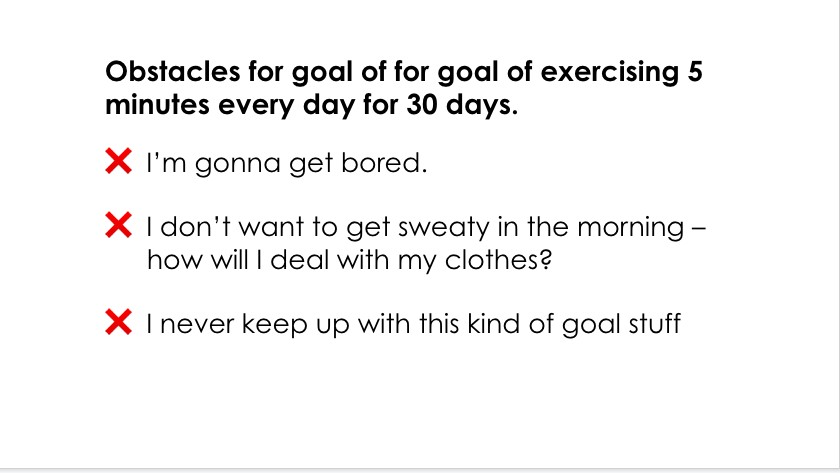 Obstacles for goal of for goal of exercising 5
minutes every day for 30 days.
I’m gonna get bored.
I don’t want to get sweaty in the morning –
how will I deal with my clothes?
I never keep up with this kind of goal stuff